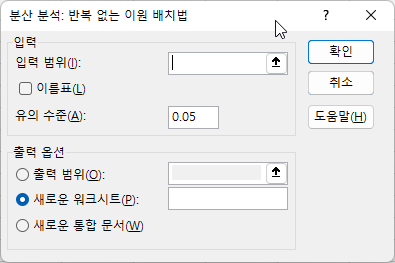 분산 분석: 반복 없는 이원 배치법 ?
입력
입력 범위(I):
이름표(L)
유의 수준(A): 0.05
확인
취소
도움말(H)
출력 옵션
출력 범위(O):
새로운 워크시트(P):
새로운 통합 문서(W)